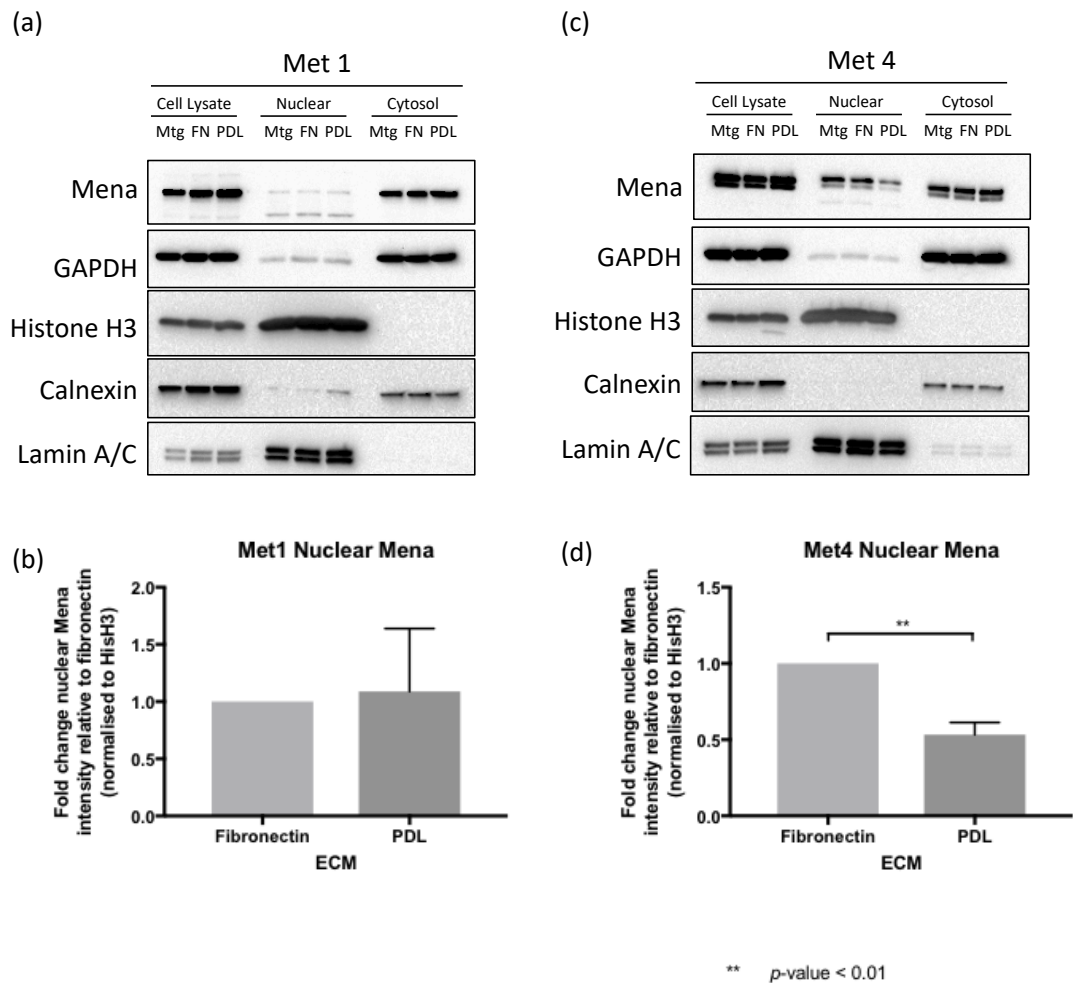 (a)
Met 1
Cell Lysate Nuclear Cytosol
Mtg FN PDL Mtg FN PDL Mtg FN PDL
Mena
GAPDH
Histone H3
Calnexin
Lamin A/C
(c)
Met 4
Cell Lysate Nuclear Cytosol
Mtg FN PDL Mtg FN PDL Mtg FN PDL
Mena
GAPDH
Histone H3
Calnexin
Lamin A/C
(b)
Met1 Nuclear Mena
Fold change nuclear Mena
intensity relative to fibronectin
(normalised to HisH3)
2.0
1.5
1.0
0.5
0.0
Fibronectin PDL
ECM
(d)
Met4 Nuclear Mena
Fold change nuclear Mena
intensity relative to fibronectin
(normalised to HisH3)
1.5
1.0
0.5
0.0
**
Fibronectin PDL
ECM
** p-value < 0.01